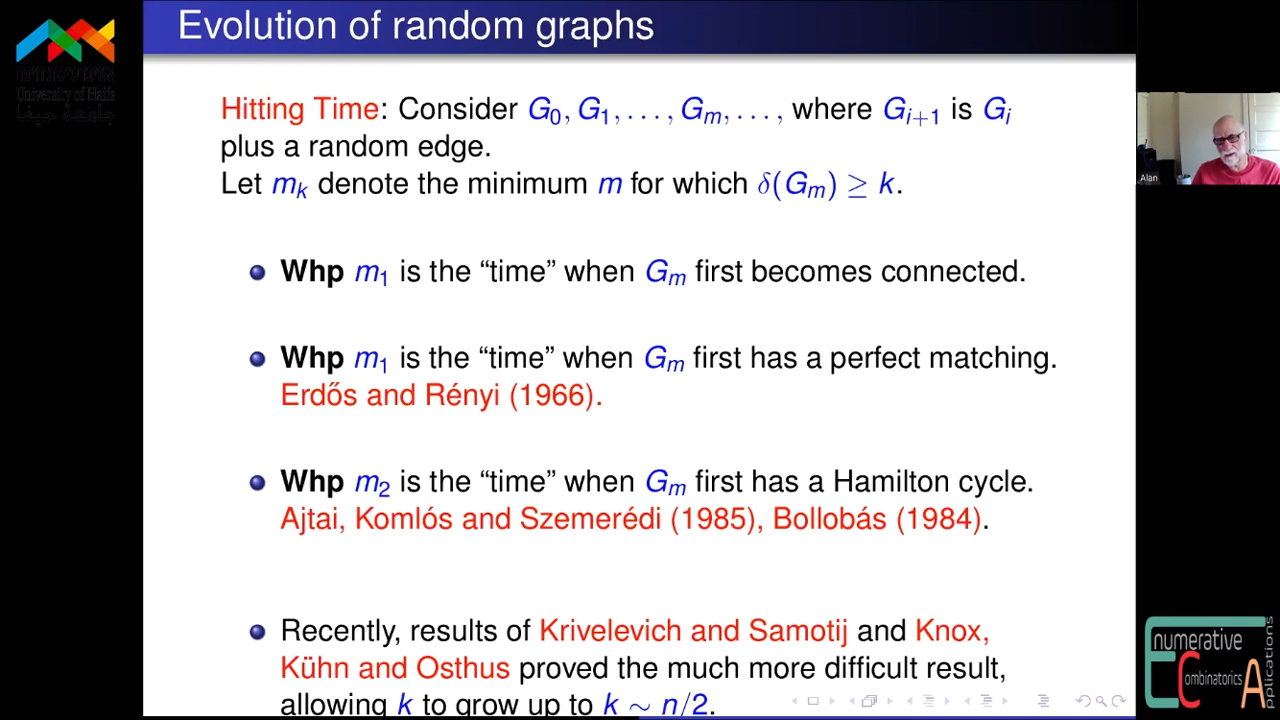 Evolution of random graphs
University of Haifa
جامعة حيفا
Hitting Time: Consider G₀, G₁, . . . , Gₘ, . . . , where Gᵢ₊₁ is Gᵢ
plus a random edge.
Let mₖ denote the minimum m for which δ(Gₘ) ≥ k.
Whp m₁ is the “time” when Gₘ first becomes connected.
Whp m₁ is the “time” when Gₘ first has a perfect matching.
Erdős and Rényi (1966).
Whp m₂ is the “time” when Gₘ first has a Hamilton cycle.
Ajtai, Komlós and Szemerédi (1985), Bollobás (1984).
Recently, results of Krivelevich and Samotij and Knox,
Kühn and Osthus proved the much more difficult result,
allowing k to grow up to k ∼ n/2.
Alan
Enumerative
Combinatorics
Applications